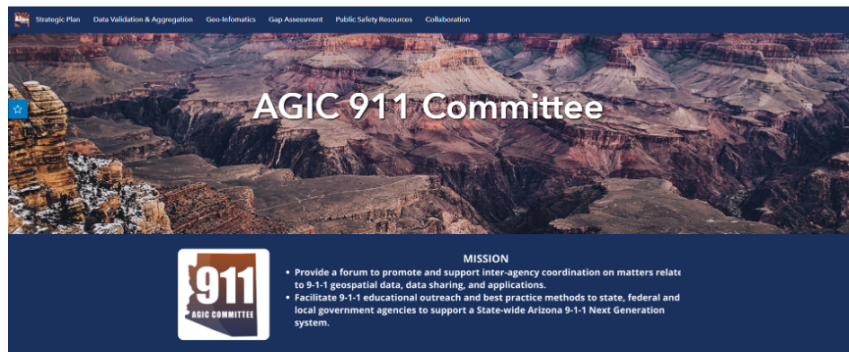 Strategic Plan Data Validation & Aggregation Geo-Infomatics Gap Assessment Public Safety Resources Collaboration
AGIC 911 Committee
911
AGIC COMMITTEE
MISSION
• Provide a forum to promote and support inter-agency coordination on matters relate
to 9-1-1 geospatial data, data sharing, and applications.
• Facilitate 9-1-1 educational outreach and best practice methods to state, federal and
local government agencies to support a State-wide Arizona 9-1-1 Next Generation
system.